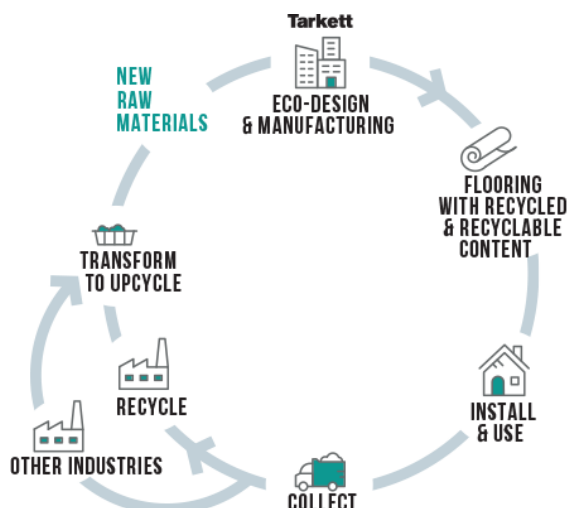 Tarkett
ECO-DESIGN
& MANUFACTURING
NEW
RAW
MATERIALS
FLOORING
WITH RECYCLED
& RECYCLABLE
CONTENT
TRANSFORM
TO UPCYCLE
RECYCLE
INSTALL
& USE
OTHER INDUSTRIES
COLLECT